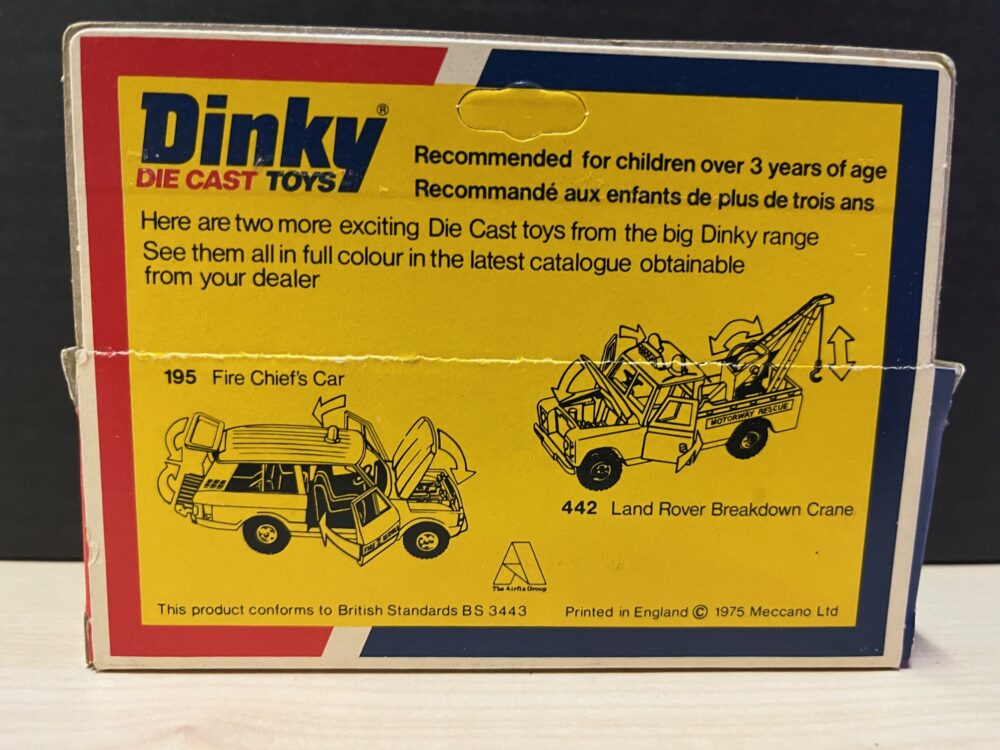 Dinky®
DIE CAST TOYS
Recommended for children over 3 years of age
Recommandé aux enfants de plus de trois ans
Here are two more exciting Die Cast toys from the big Dinky range
See them all in full colour in the latest catalogue obtainable
from your dealer
195 Fire Chief's Car
MOTORWAY RESCUE
442 Land Rover Breakdown Crane
The Airfix Group
This product conforms to British Standards BS 3443
Printed in England © 1975 Meccano Ltd